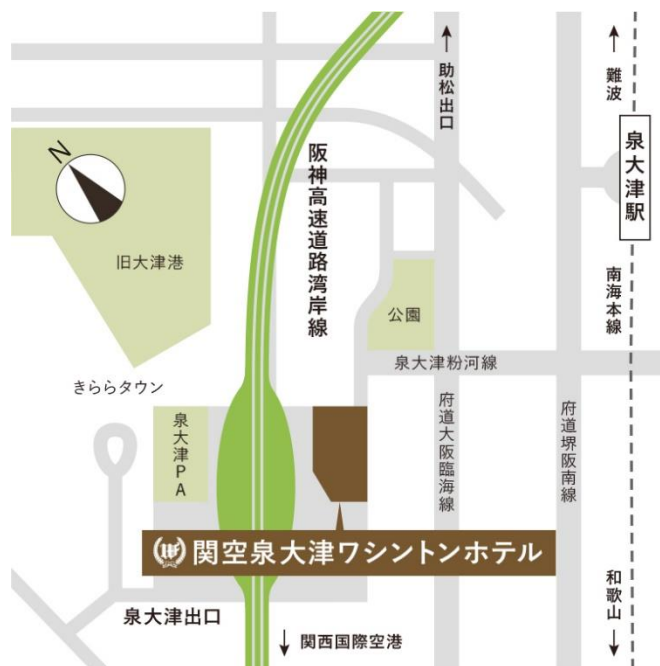 助松出口
難波
泉大津駅
N
阪神高速道路湾岸線
旧大津港
公園
南海本線
泉大津粉河線
きららタウン
泉大津PA
府道大阪臨海線
府道堺阪南線
関空泉大津ワシントンホテル
泉大津出口
関西国際空港
和歌山